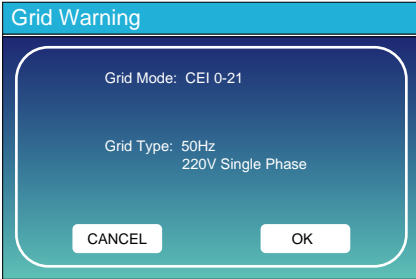 Grid Warning
Grid Mode: CEI 0-21
Grid Type: 50Hz
220V Single Phase
CANCEL OK